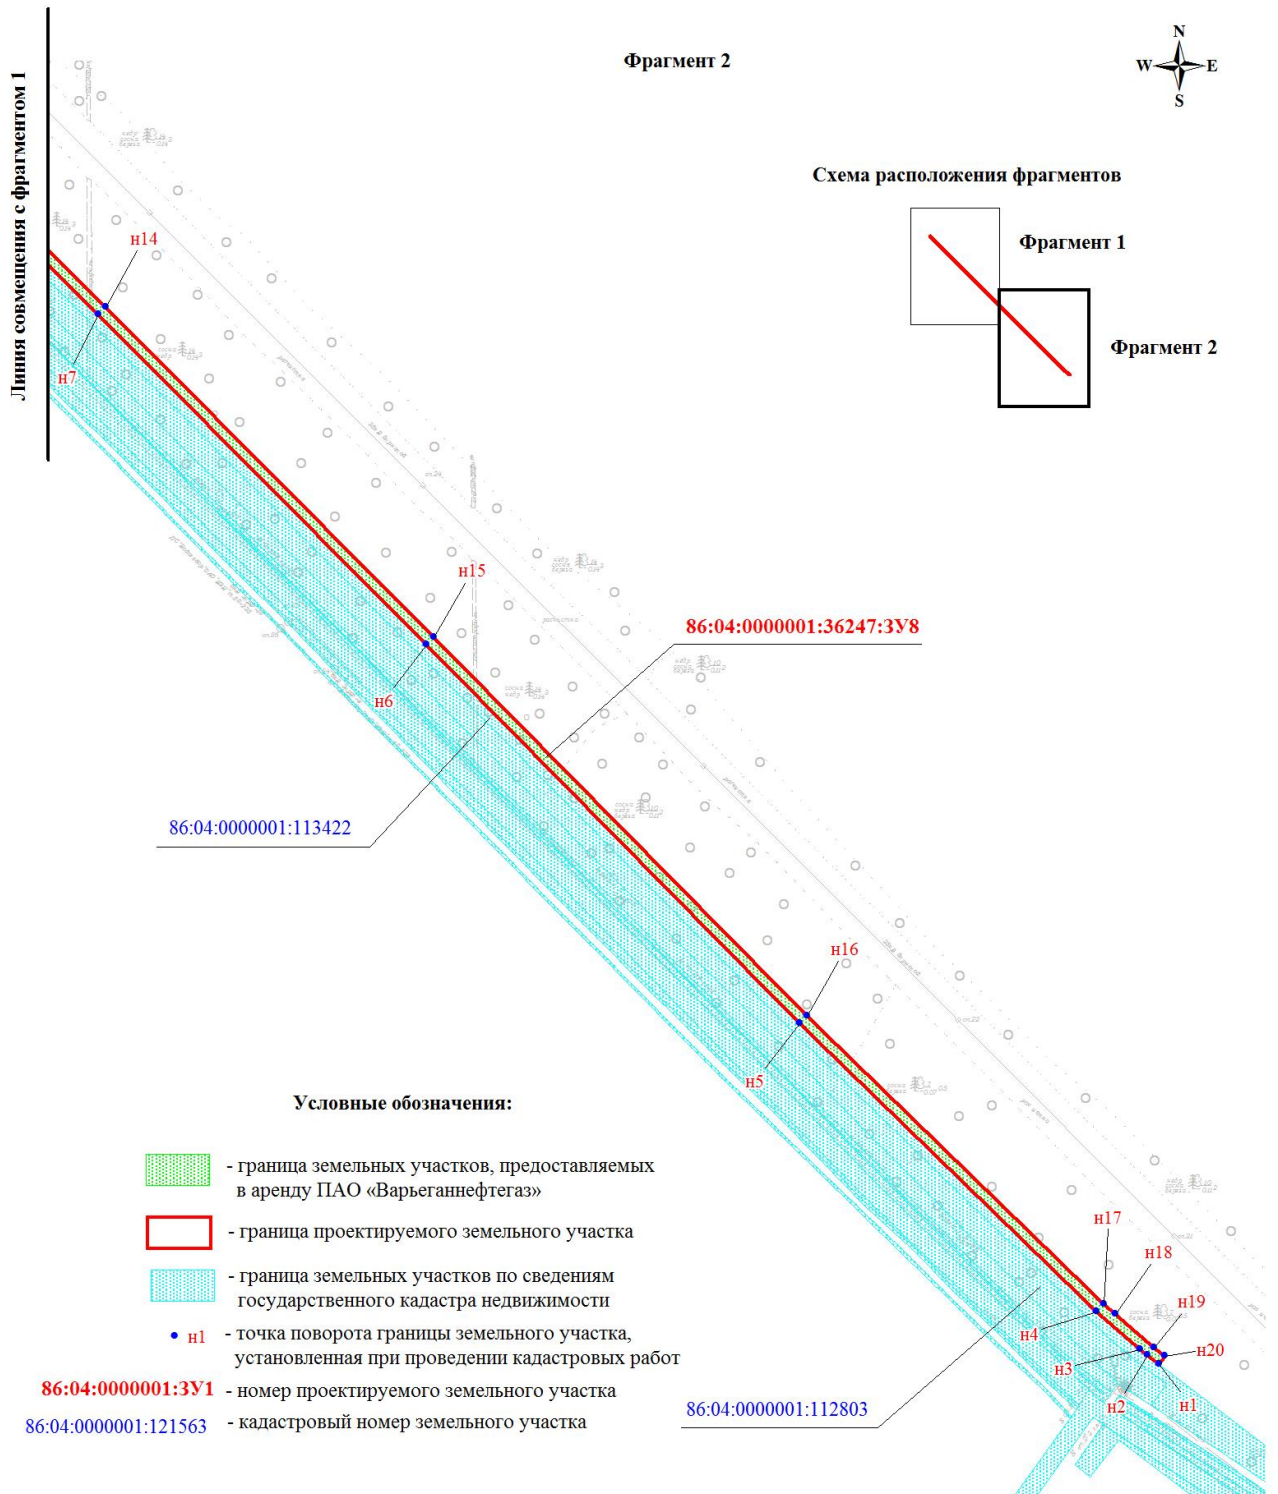 Фрагмент 2
N
W E
S
Линия совмещения с фрагментом 1
Схема расположения фрагментов
Фрагмент 1
Фрагмент 2
н14
н7
н15
86:04:0000001:36247:ЗУ8
н6
86:04:0000001:113422
н16
н5
Условные обозначения:
- граница земельных участков, предоставляемых
в аренду ПАО «Варьеганнефтегаз»
- граница проектируемого земельного участка
- граница земельных участков по сведениям
государственного кадастра недвижимости
н1 - точка поворота границы земельного участка,
установленная при проведении кадастровых работ
86:04:0000001:ЗУ1 - номер проектируемого земельного участка
86:04:0000001:121563 - кадастровый номер земельного участка
н17
н18
н19
н4
н20
н3
н1
н2
86:04:0000001:112803